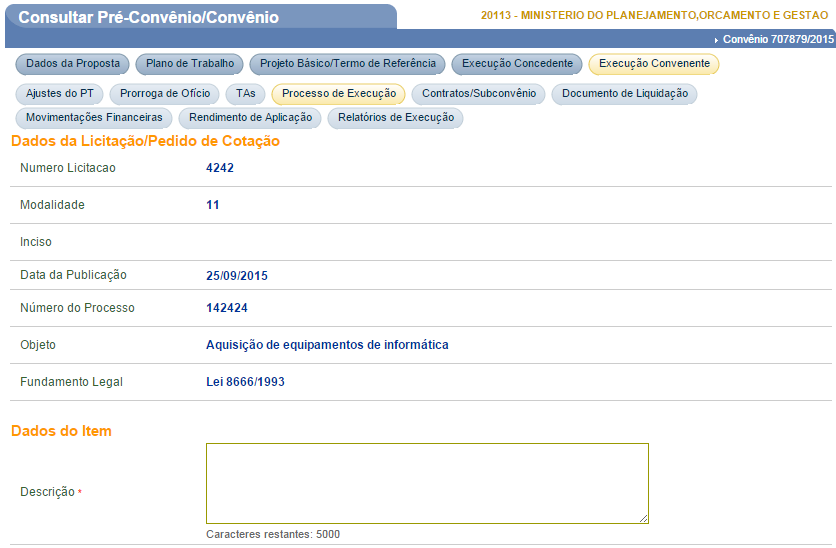 Consultar Pré-Convênio/Convênio
20113 - MINISTERIO DO PLANEJAMENTO,ORCAMENTO E GESTAO
Convênio 707879/2015
Dados da Proposta Plano de Trabalho Projeto Básico/Termo de Referência Execução Concedente Execução Convenente
Ajustes do PT Prorroga de Ofício TAs Processo de Execução Contratos/Subconvênio Documento de Liquidação
Movimentações Financeiras Rendimento de Aplicação Relatórios de Execução
Dados da Licitação/Pedido de Cotação
Numero Licitacao 4242
Modalidade 11
Inciso
Data da Publicação 25/09/2015
Número do Processo 142424
Objeto Aquisição de equipamentos de informática
Fundamento Legal Lei 8666/1993
Dados do Item
Descrição *
Caracteres restantes: 5000